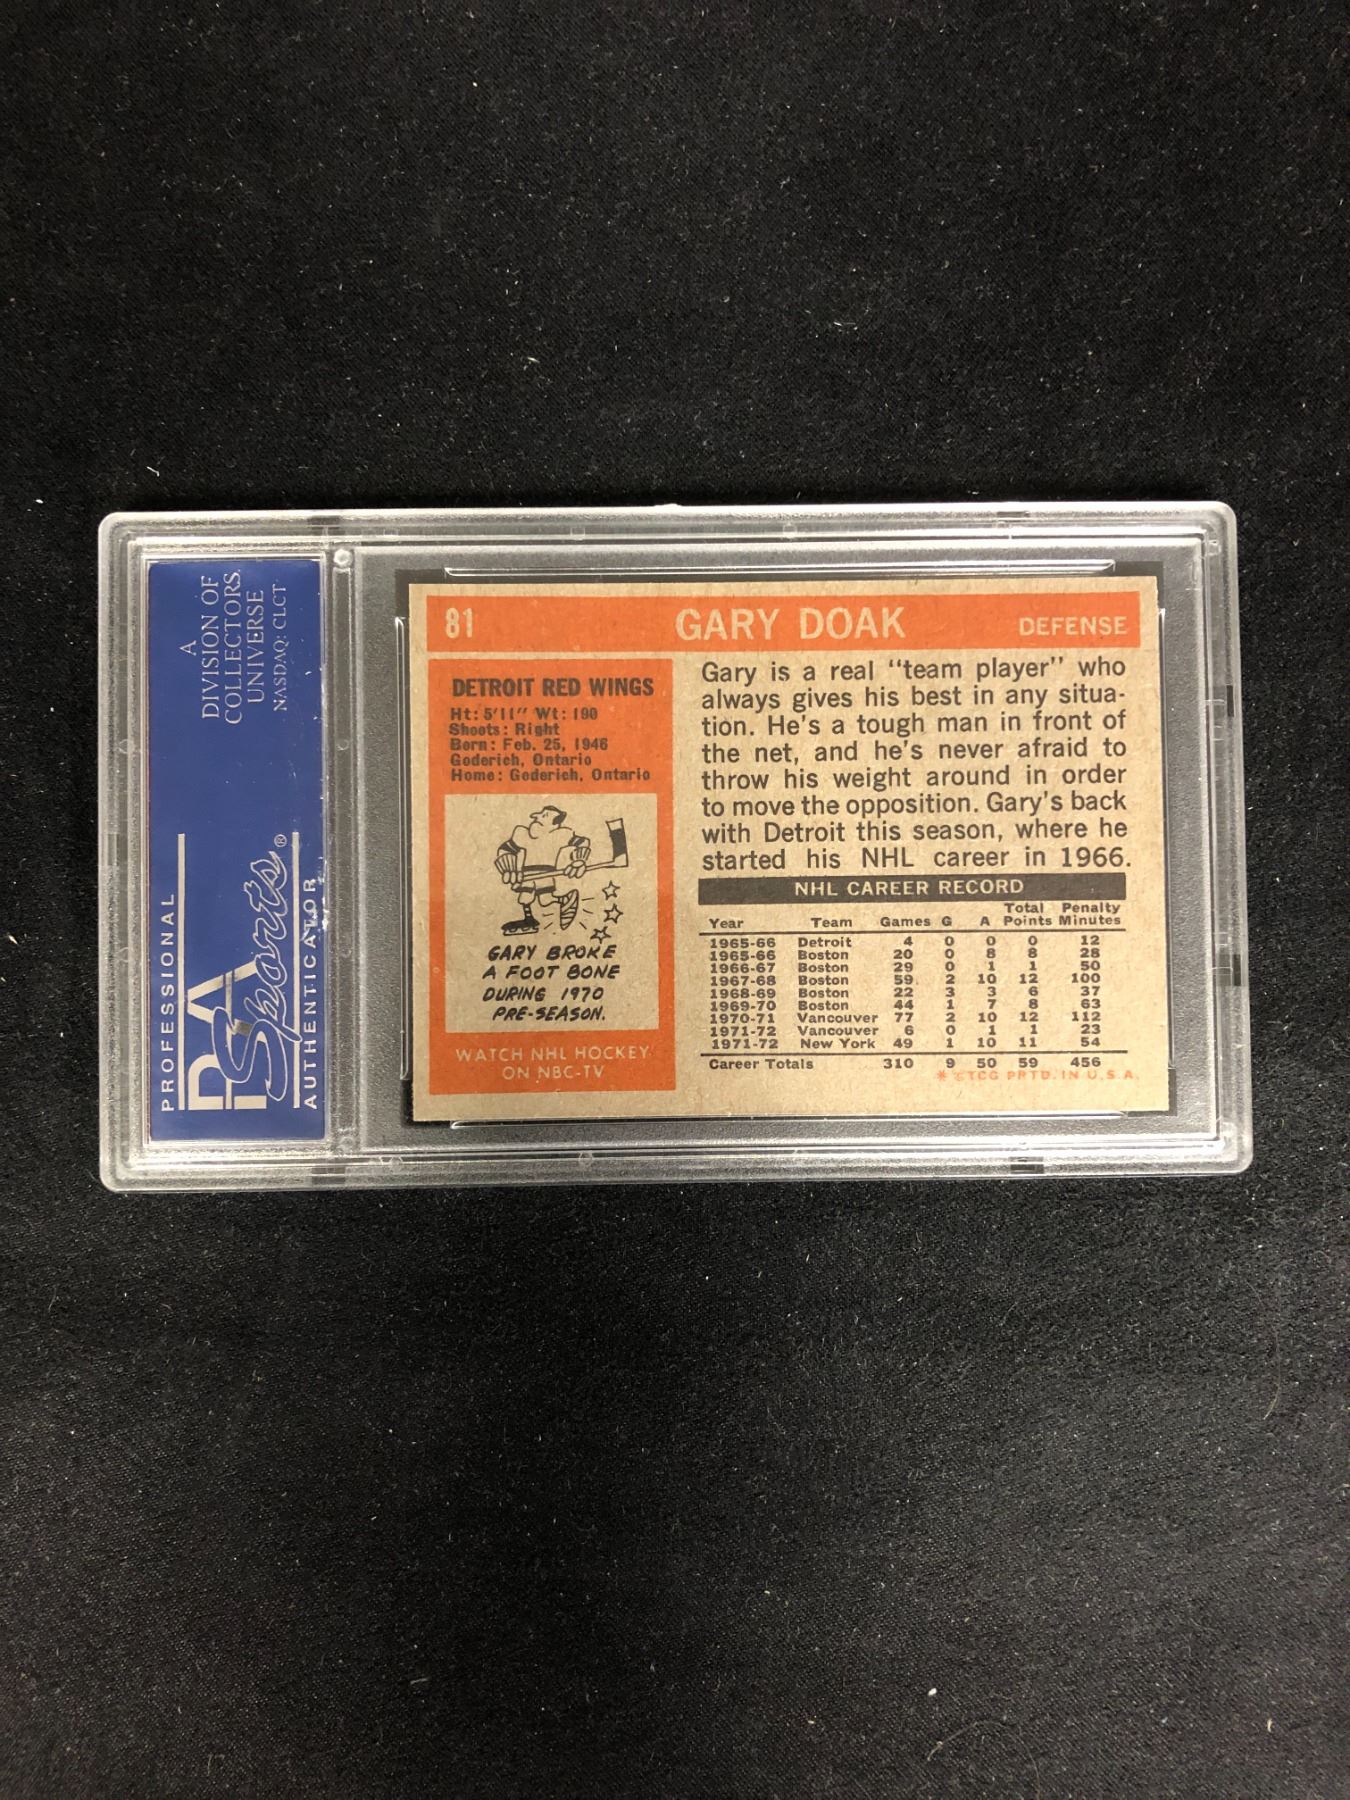 A
DIVISION OF
COLLECTORS
UNIVERSE
NASDAQ: CLCT
PROFESSIONAL
PSA
Sports®
AUTHENTICATOR
81 GARY DOAK DEFENSE
DETROIT RED WINGS
Ht: 5'11" Wt: 190
Shoots: Right
Born: Feb. 25, 1946
Goderich, Ontario
Home: Goderich, Ontario
GARY BROKE
A FOOT BONE
DURING 1970
PRE-SEASON.
WATCH NHL HOCKEY
ON NBC-TV
Gary is a real "team player" who
always gives his best in any situa-
tion. He's a tough man in front of
the net, and he's never afraid to
throw his weight around in order
to move the opposition. Gary's back
with Detroit this season, where he
started his NHL career in 1966.
NHL CAREER RECORD
Year Team Games G A Total Points Penalty Minutes
1965-66 Detroit 4 0 0 0 12
1965-66 Boston 20 0 8 8 28
1966-67 Boston 29 0 1 1 50
1967-68 Boston 59 2 10 12 100
1968-69 Boston 22 3 3 6 37
1969-70 Boston 44 1 7 8 63
1970-71 Vancouver 77 2 10 12 112
1971-72 Vancouver 6 0 1 1 23
1971-72 New York 49 1 10 11 54
Career Totals 310 9 50 59 456
* © TCG PRTD. IN U.S.A.